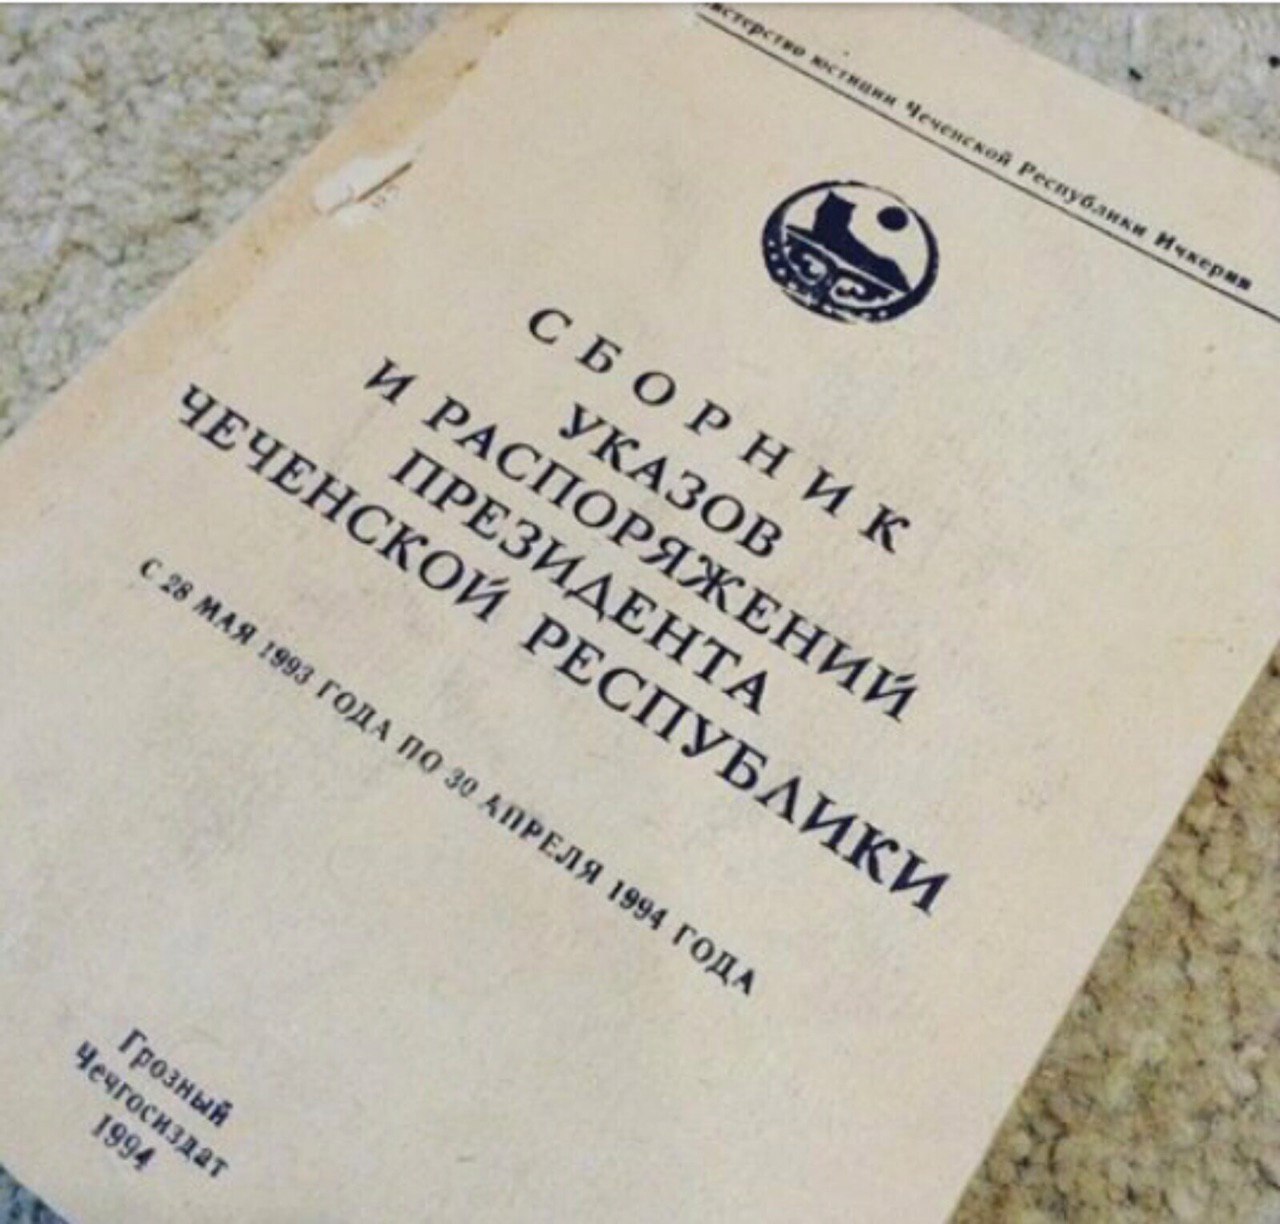 юстиции Чеченской Республики Ичкерия
СБОРНИК
УКАЗОВ
И РАСПОРЯЖЕНИЙ
ПРЕЗИДЕНТА
ЧЕЧЕНСКОЙ РЕСПУБЛИКИ
С 28 МАЯ 1993 ГОДА ПО 30 АПРЕЛЯ 1994 ГОДА
Грозный
Чечгосиздат
1994